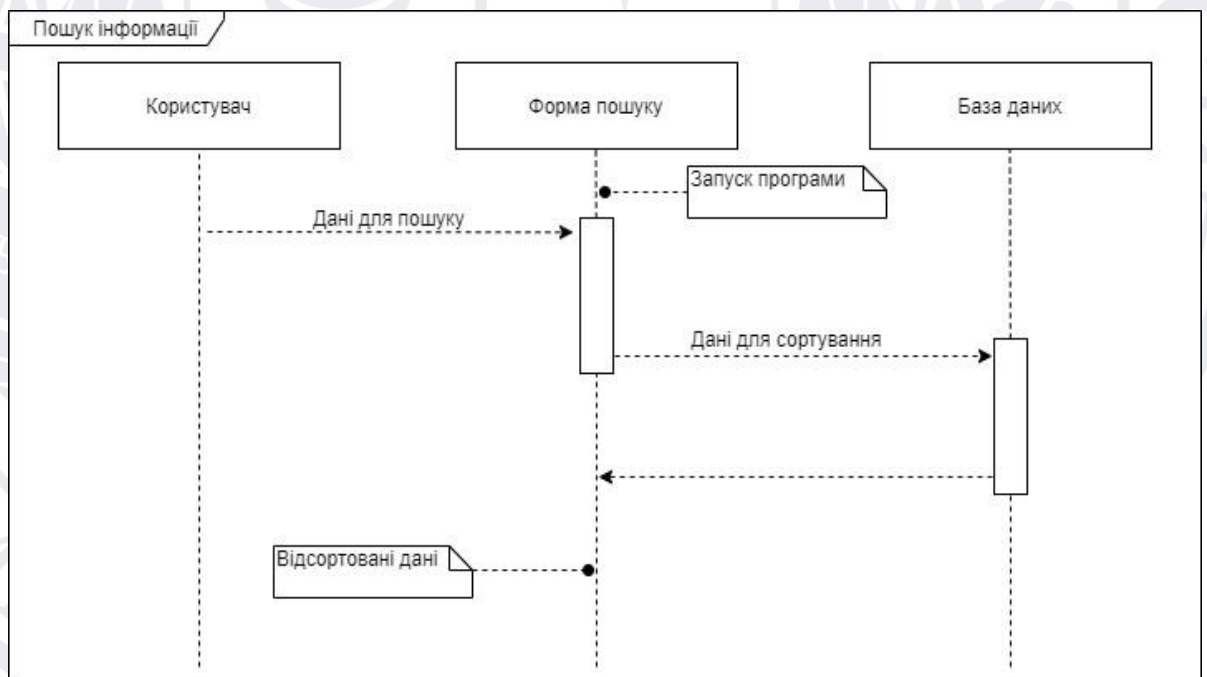 Пошук інформації
Користувач
Форма пошуку
База даних
Запуск програми
Дані для пошуку
Дані для сортування
Відсортовані дані